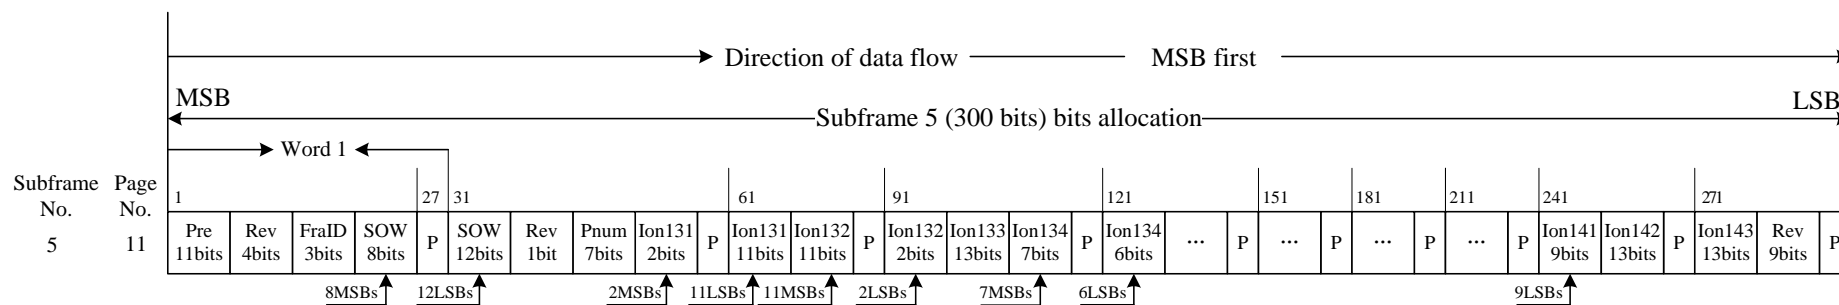 Direction of data flow MSB first
MSB LSB
Subframe 5 (300 bits) bits allocation
Word 1
Subframe No. Page No.
1 27 31 61 91 121 151 181 211 241 271
5 11 Pre 11bits Rev 4bits FraID 3bits SOW 8bits P SOW 12bits Rev 1bit Pnum 7bits Ion131 2bits P Ion131 11bits Ion132 11bits P Ion132 2bits Ion133 13bits Ion134 7bits P Ion134 6bits ... P ... P ... P ... P Ion141 9bits Ion142 13bits P Ion143 13bits Rev 9bits P
8MSBs 12LSBs 2MSBs 11LSBs 11MSBs 2LSBs 7MSBs 6LSBs 9LSBs